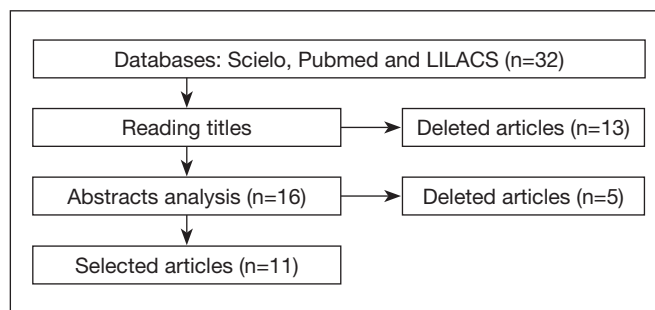 Databases: Scielo, Pubmed and LILACS (n=32)
Reading titles
Deleted articles (n=13)
Abstracts analysis (n=16)
Deleted articles (n=5)
Selected articles (n=11)